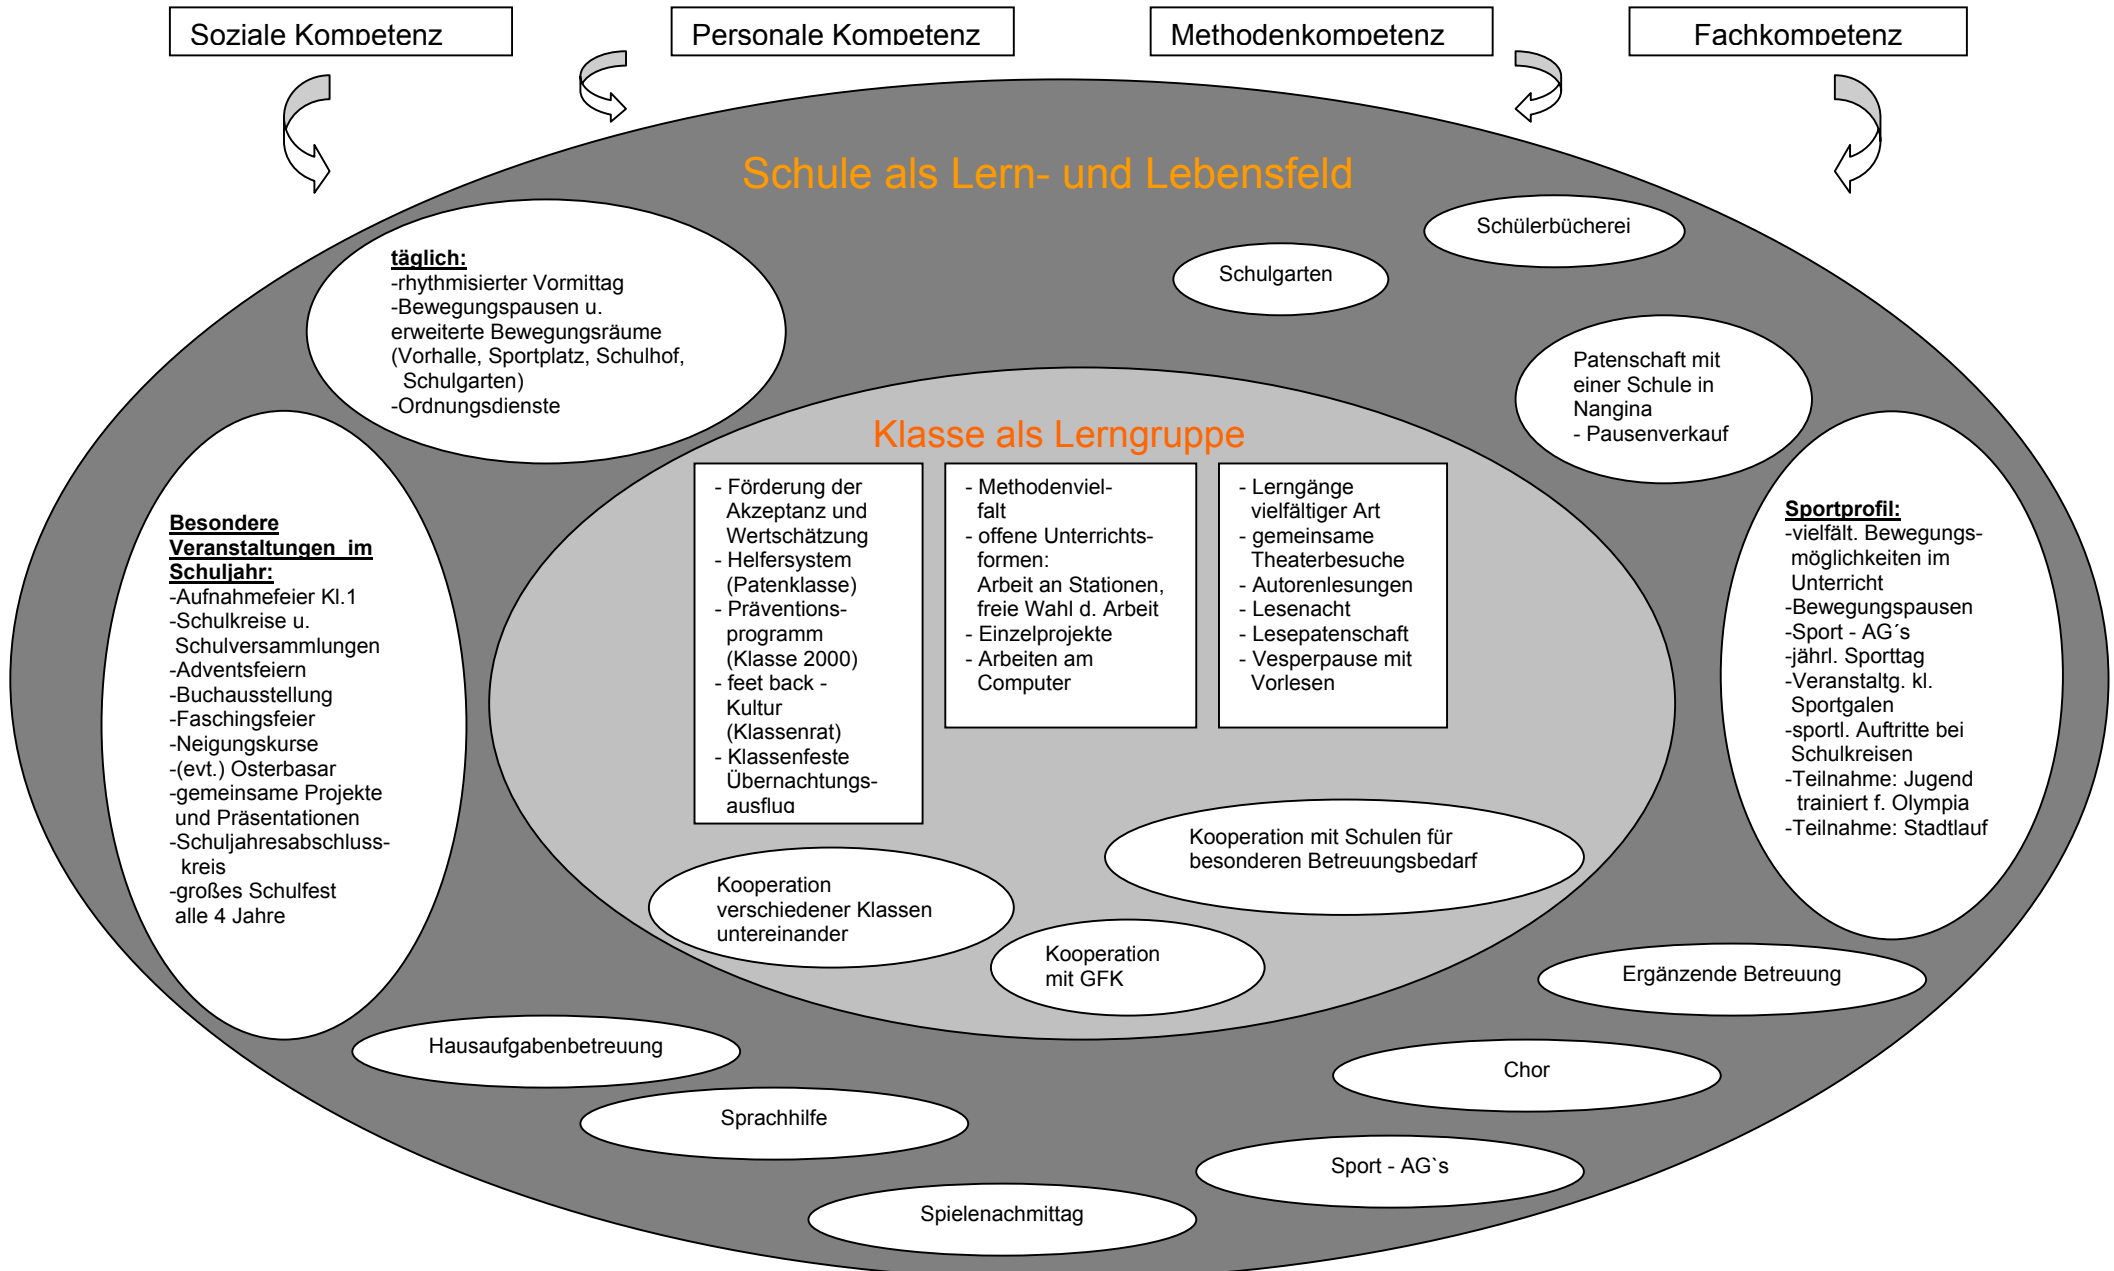 Soziale Kompetenz
Personale Kompetenz
Methodenkompetenz
Fachkompetenz
Schule als Lern- und Lebensfeld
Schülerbücherei
Schulgarten
täglich:
-rhythmisierter Vormittag
-Bewegungspausen u.
erweiterte Bewegungsräume
(Vorhalle, Sportplatz, Schulhof,
Schulgarten)
-Ordnungsdienste
Patenschaft mit
einer Schule in
Nangina
- Pausenverkauf
Klasse als Lerngruppe
- Förderung der
Akzeptanz und
Wertschätzung
- Helfersystem
(Patenklasse)
- Präventions-
programm
(Klasse 2000)
- feet back -
Kultur
(Klassenrat)
- Klassenfeste
Übernachtungs-
ausflug
- Methodenviel-
falt
- offene Unterrichts-
formen:
Arbeit an Stationen,
freie Wahl d. Arbeit
- Einzelprojekte
- Arbeiten am
Computer
- Lerngänge
vielfältiger Art
- gemeinsame
Theaterbesuche
- Autorenlesungen
- Lesenacht
- Lesepatenschaft
- Vesperpause mit
Vorlesen
Besondere
Veranstaltungen im
Schuljahr:
-Aufnahmefeier Kl.1
-Schulkreise u.
Schulversammlungen
-Adventsfeiern
-Buchausstellung
-Faschingsfeier
-Neigungskurse
-(evt.) Osterbasar
-gemeinsame Projekte
und Präsentationen
-Schuljahresabschluss-
kreis
-großes Schulfest
alle 4 Jahre
Sportprofil:
-vielfält. Bewegungs-
möglichkeiten im
Unterricht
-Bewegungspausen
-Sport - AG´s
-jährl. Sporttag
-Veranstaltg. kl.
Sportgalen
-sportl. Auftritte bei
Schulkreisen
-Teilnahme: Jugend
trainiert f. Olympia
-Teilnahme: Stadtlauf
Kooperation mit Schulen für
besonderen Betreuungsbedarf
Kooperation
verschiedener Klassen
untereinander
Kooperation
mit GFK
Ergänzende Betreuung
Hausaufgabenbetreuung
Chor
Sprachhilfe
Sport - AG`s
Spielenachmittag